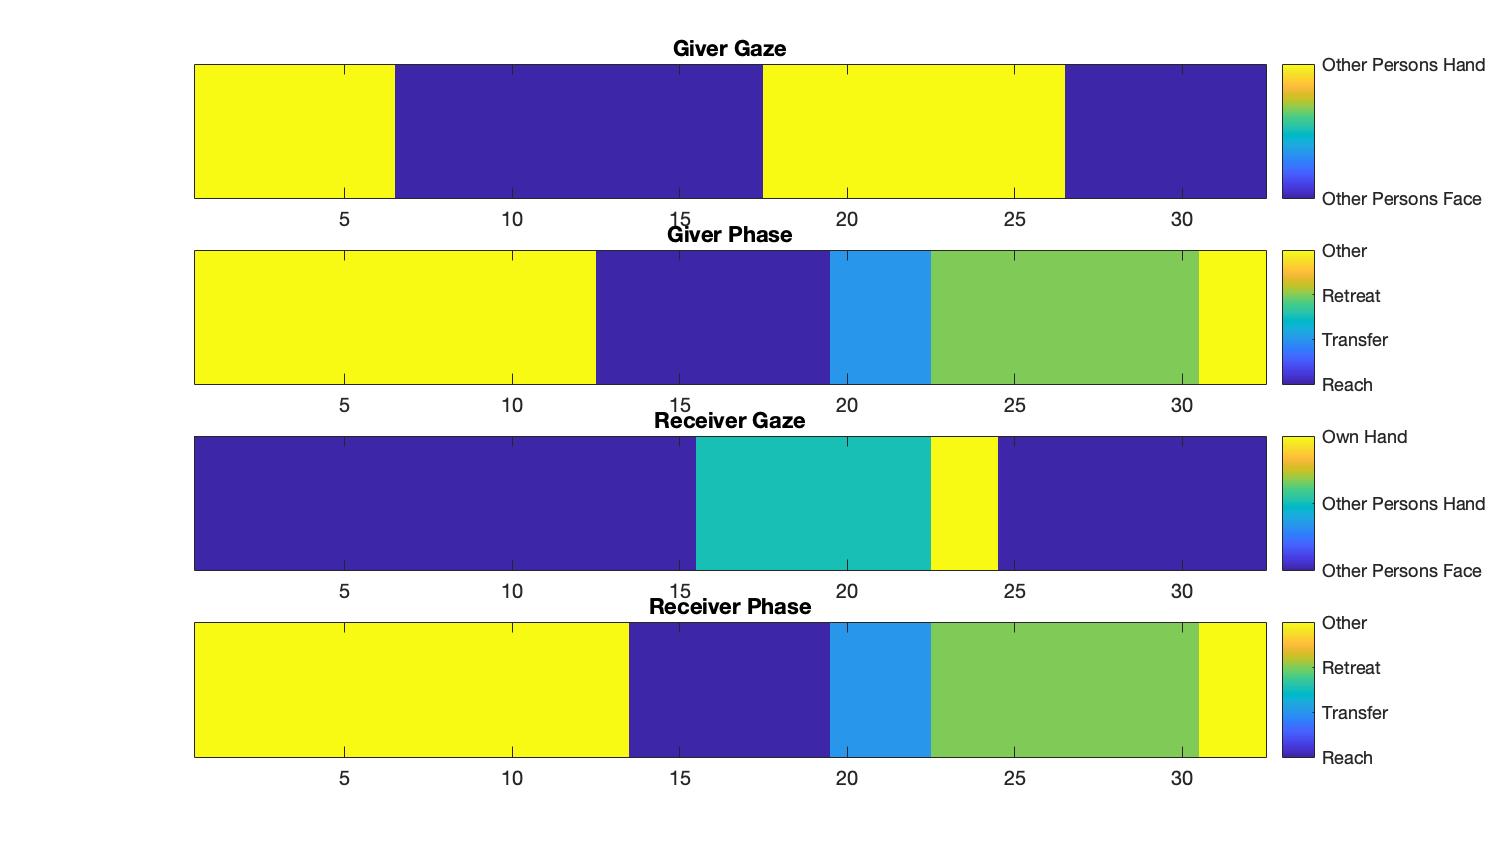 Giver Gaze
Other Persons Hand
Other Persons Face
5 10 15 20 25 30
Giver Phase
Other
Retreat
Transfer
Reach
5 10 15 20 25 30
Receiver Gaze
Own Hand
Other Persons Hand
Other Persons Face
5 10 15 20 25 30
Receiver Phase
Other
Retreat
Transfer
Reach
5 10 15 20 25 30